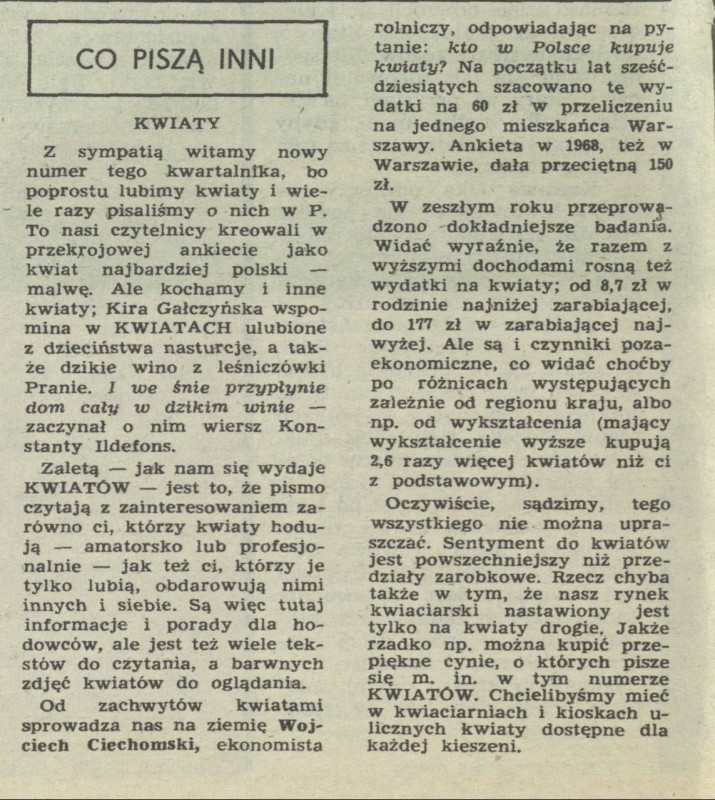 CO PISZĄ INNI
KWIATY
Z sympatią witamy nowy
numer tego kwartalnika, bo
poprostu lubimy kwiaty i wie-
le razy pisaliśmy o nich w P.
To nasi czytelnicy kreowali w
przekrojowej ankiecie jako
kwiat najbardziej polski —
malwę. Ale kochamy i inne
kwiaty; Kira Gałczyńska wspo-
mina w KWIATACH ulubione
z dzieciństwa nasturcje, a tak-
że dzikie wino z leśniczówki
Pranie. I we śnie przypłynie
dom cały w dzikim winie —
zaczynał o nim wiersz Kon-
stanty Ildefons.
Zaletą — jak nam się wydaje
KWIATÓW — jest to, że pismo
czytają z zainteresowaniem za-
równo ci, którzy kwiaty hodu-
ją — amatorsko lub profesjo-
nalnie — jak też ci, którzy je
tylko lubią, obdarowują nimi
innych i siebie. Są więc tutaj
informacje i porady dla ho-
dowców, ale jest też wiele tek-
stów do czytania, a barwnych
zdjęć kwiatów do oglądania.
Od zachwytów kwiatami
sprowadza nas na ziemię Woj-
ciech Ciechomski, ekonomista
rolniczy, odpowiadając na py-
tanie: kto w Polsce kupuje
kwiaty? Na początku lat sześć-
dziesiątych szacowano te wy-
datki na 60 zł w przeliczeniu
na jednego mieszkańca War-
szawy. Ankieta w 1968, też w
Warszawie, dała przeciętną 150
zł.
W zeszłym roku przeprowa-
dzono dokładniejsze badania.
Widać wyraźnie, że razem z
wyższymi dochodami rosną też
wydatki na kwiaty; od 8,7 zł w
rodzinie najniżej zarabiającej,
do 177 zł w zarabiającej naj-
wyżej. Ale są i czynniki poza-
ekonomiczne, co widać choćby
po różnicach występujących
zależnie od regionu kraju, albo
np. od wykształcenia (mający
wykształcenie wyższe kupują
2,6 razy więcej kwiatów niż ci
z podstawowym).
Oczywiście, sądzimy, tego
wszystkiego nie można upra-
szczać. Sentyment do kwiatów
jest powszechniejszy niż prze-
działy zarobkowe. Rzecz chyba
także w tym, że nasz rynek
kwiaciarski nastawiony jest
tylko na kwiaty drogie. Jakże
rzadko np. można kupić prze-
piękne cynie, o których pisze
się m. in. w tym numerze
KWIATÓW. Chcielibyśmy mieć
w kwiaciarniach i kioskach u-
licznych kwiaty dostępne dla
każdej kieszeni.